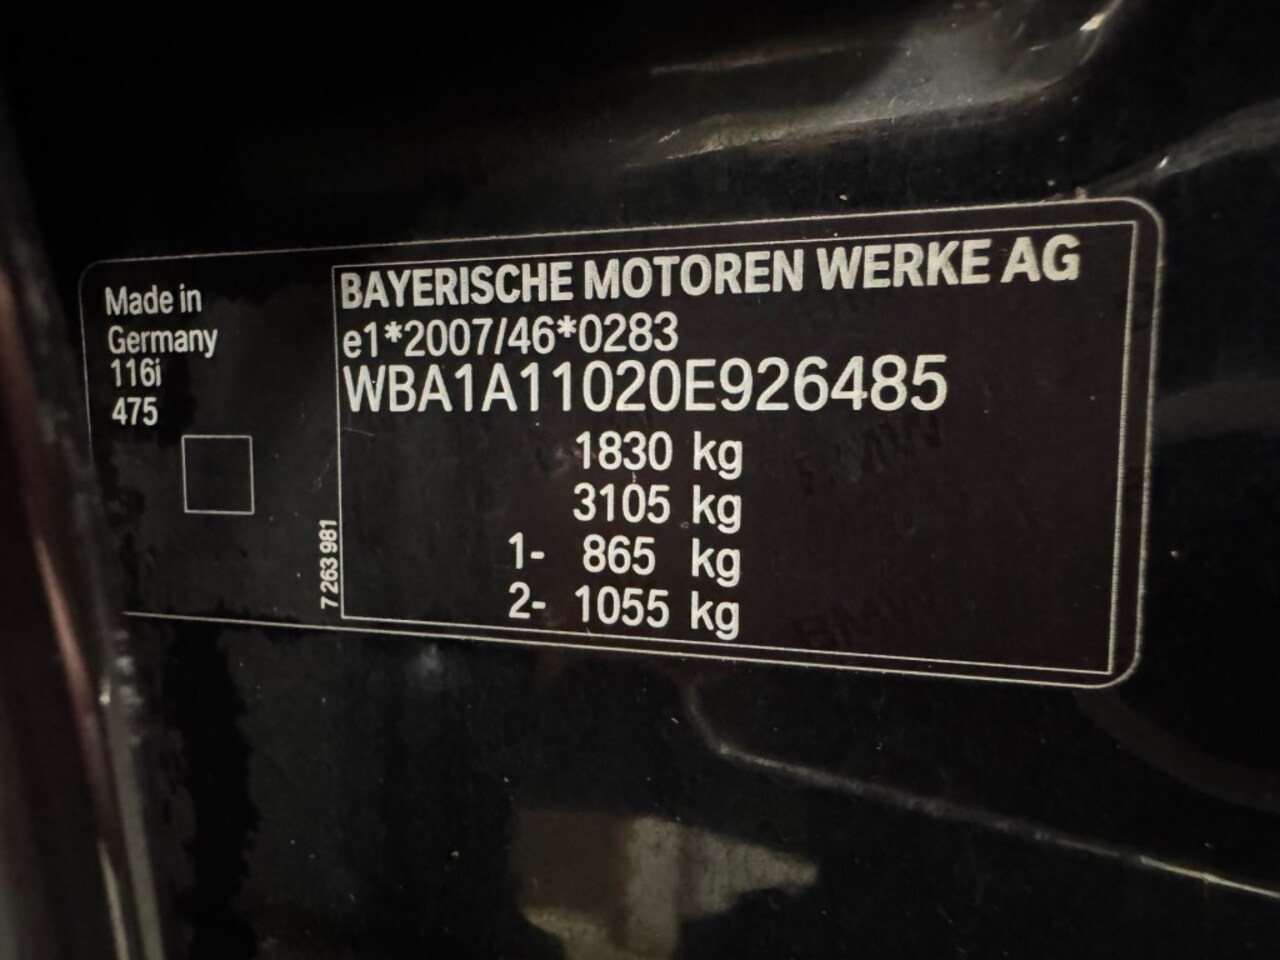 Made in
Germany
116i
475
7 263 981
BAYERISCHE MOTOREN WERKE AG
e1*2007/46*0283
WBA1A11020E926485
1830 kg
3105 kg
1- 865 kg
2- 1055 kg